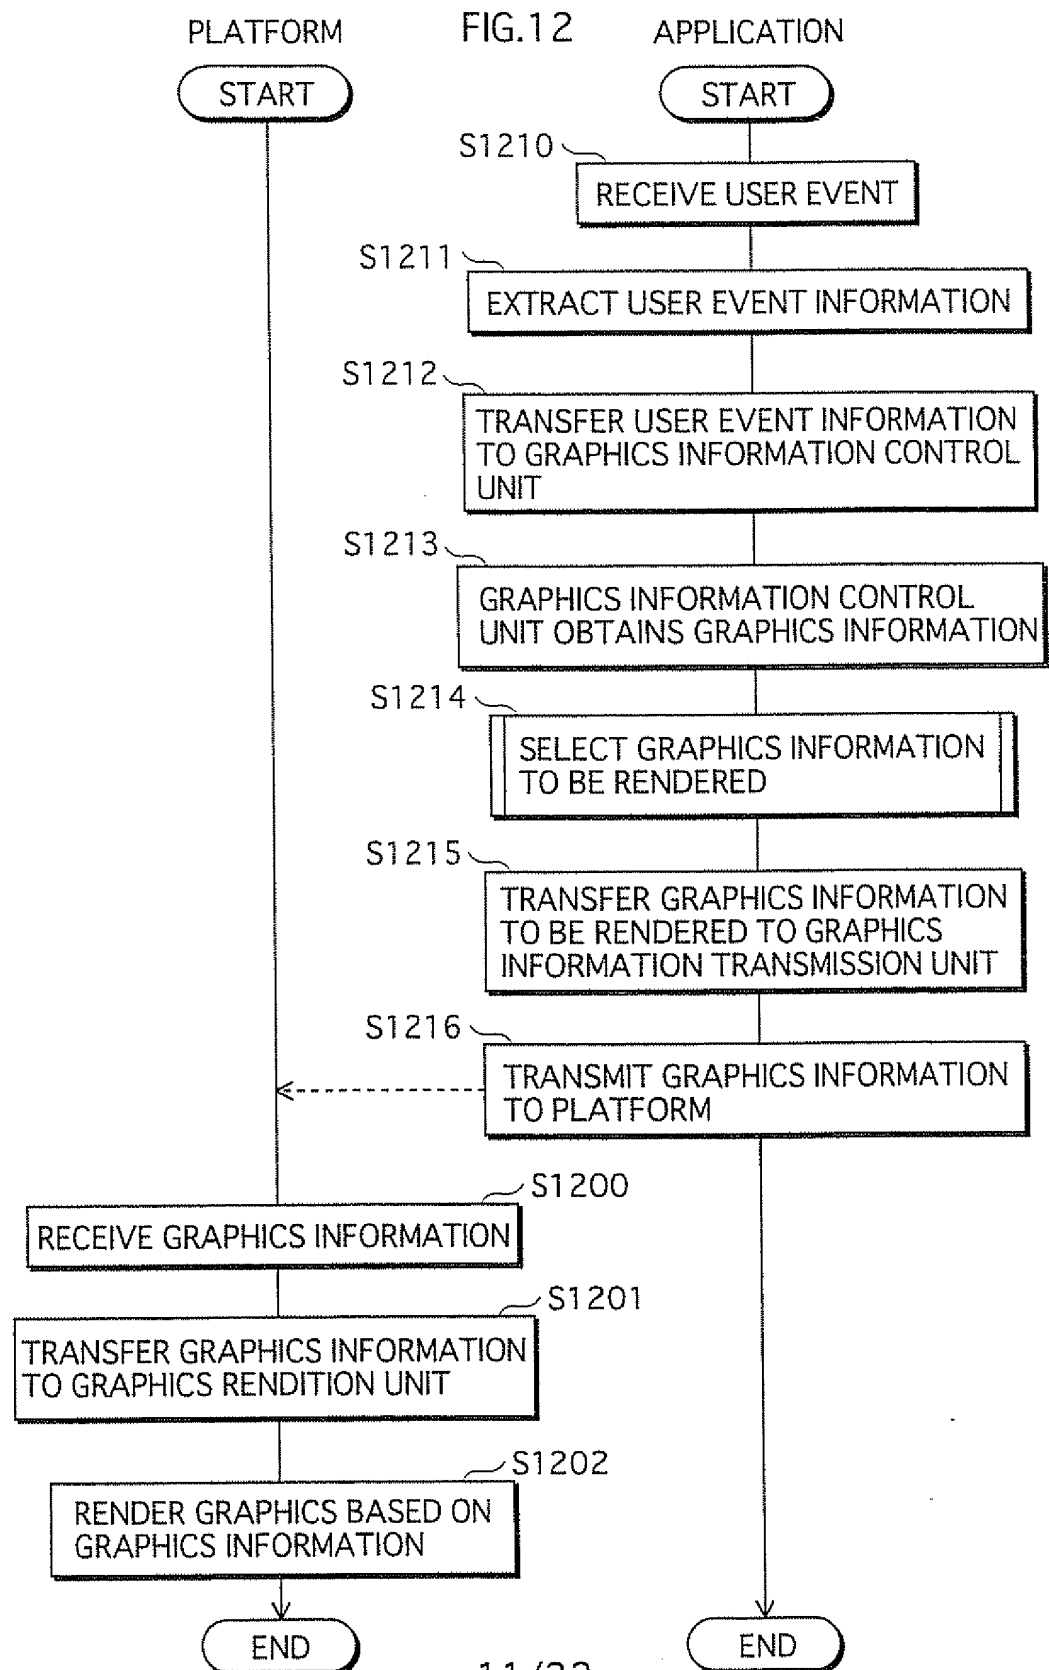 PLATFORM
FIG.12
APPLICATION
START
START
S1210
RECEIVE USER EVENT
S1211
EXTRACT USER EVENT INFORMATION
S1212
TRANSFER USER EVENT INFORMATION
TO GRAPHICS INFORMATION CONTROL
UNIT
S1213
GRAPHICS INFORMATION CONTROL
UNIT OBTAINS GRAPHICS INFORMATION
S1214
SELECT GRAPHICS INFORMATION
TO BE RENDERED
S1215
TRANSFER GRAPHICS INFORMATION
TO BE RENDERED TO GRAPHICS
INFORMATION TRANSMISSION UNIT
S1216
TRANSMIT GRAPHICS INFORMATION
TO PLATFORM
S1200
RECEIVE GRAPHICS INFORMATION
S1201
TRANSFER GRAPHICS INFORMATION
TO GRAPHICS RENDITION UNIT
S1202
RENDER GRAPHICS BASED ON
GRAPHICS INFORMATION
END
END